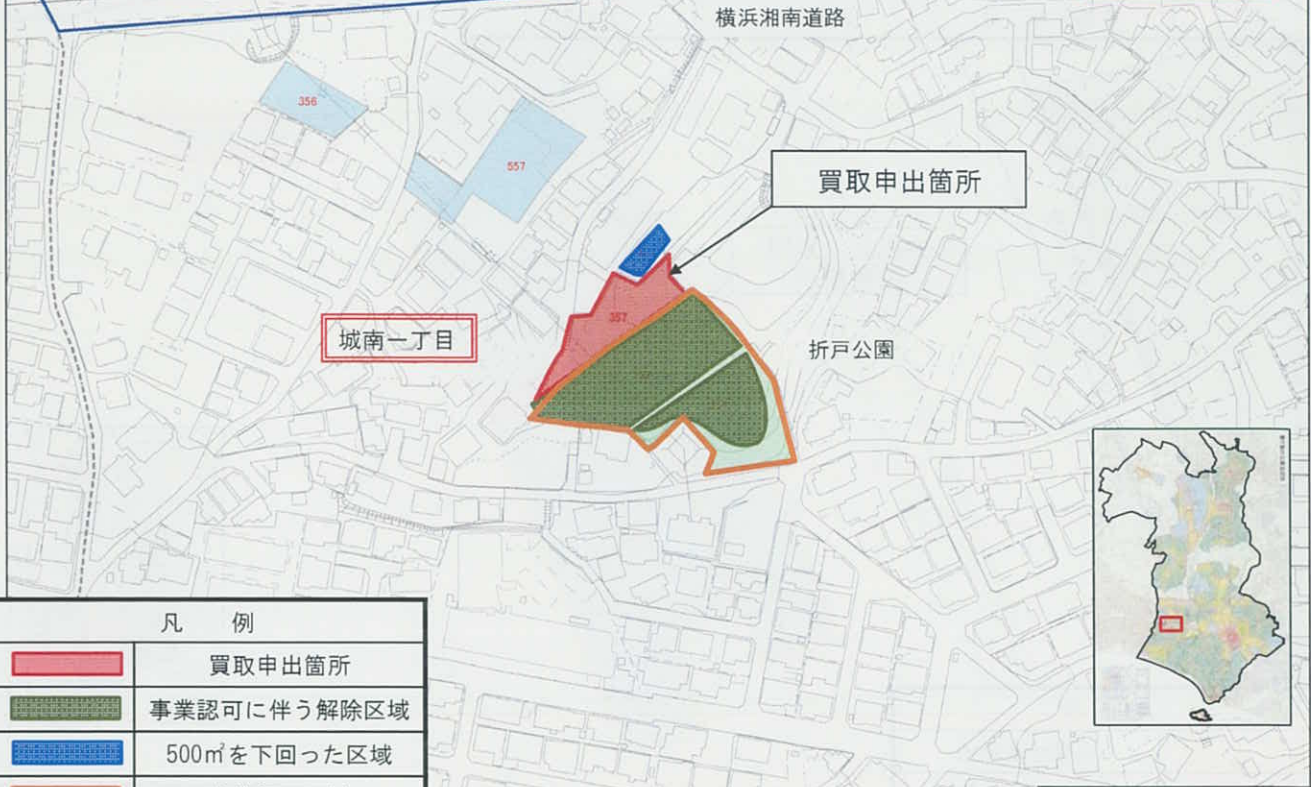 横浜湘南道路
356
557
買取申出箇所
357
城南一丁目
折戸公園
凡 例
買取申出箇所
事業認可に伴う解除区域
500㎡を下回った区域